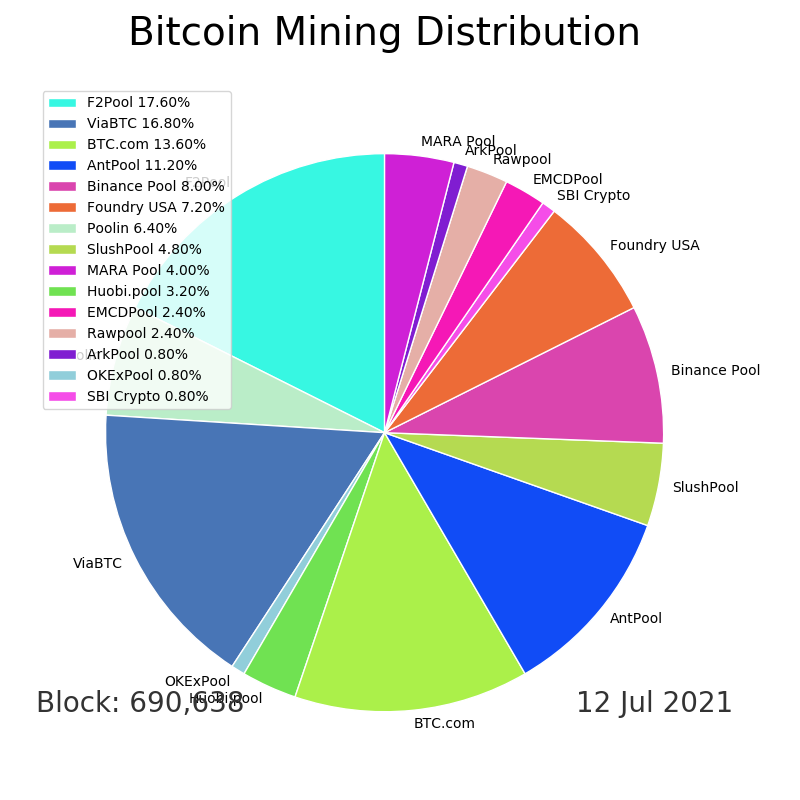 Bitcoin Mining Distribution
F2Pool 17.60%
ViaBTC 16.80%
BTC.com 13.60%
AntPool 11.20%
Binance Pool 8.00%
Foundry USA 7.20%
Poolin 6.40%
SlushPool 4.80%
MARA Pool 4.00%
Huobi.pool 3.20%
EMCDPool 2.40%
Rawpool 2.40%
ArkPool 0.80%
OKExPool 0.80%
SBI Crypto 0.80%
MARA Pool
ArkPool
Rawpool
EMCDPool
SBI Crypto
Foundry USA
Binance Pool
SlushPool
AntPool
BTC.com
Huobi.pool
OKExPool
ViaBTC
F2Pool
Block: 690,638
12 Jul 2021